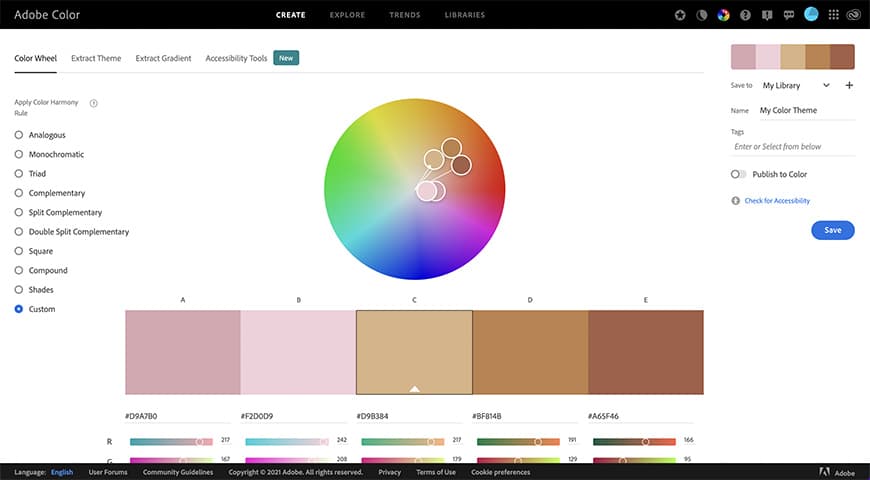 Adobe Color
CREATE EXPLORE TRENDS LIBRARIES
Color Wheel Extract Theme Extract Gradient Accessibility Tools New
Apply Color Harmony
Rule
Analogous
Monochromatic
Triad
Complementary
Split Complementary
Double Split Complementary
Square
Compound
Shades
Custom
Save to My Library
Name My Color Theme
Tags
Enter or Select from below
Publish to Color
Check for Accessibility
Save
A B C D E
#D9A7B0 #F2D0D9 #D9B384 #BF814B #A65F46
R 217 242 217 191 166
G 167 208 179 129 95
Language: English User Forums Community Guidelines Copyright © 2021 Adobe. All rights reserved. Privacy Terms of Use Cookie preferences Adobe